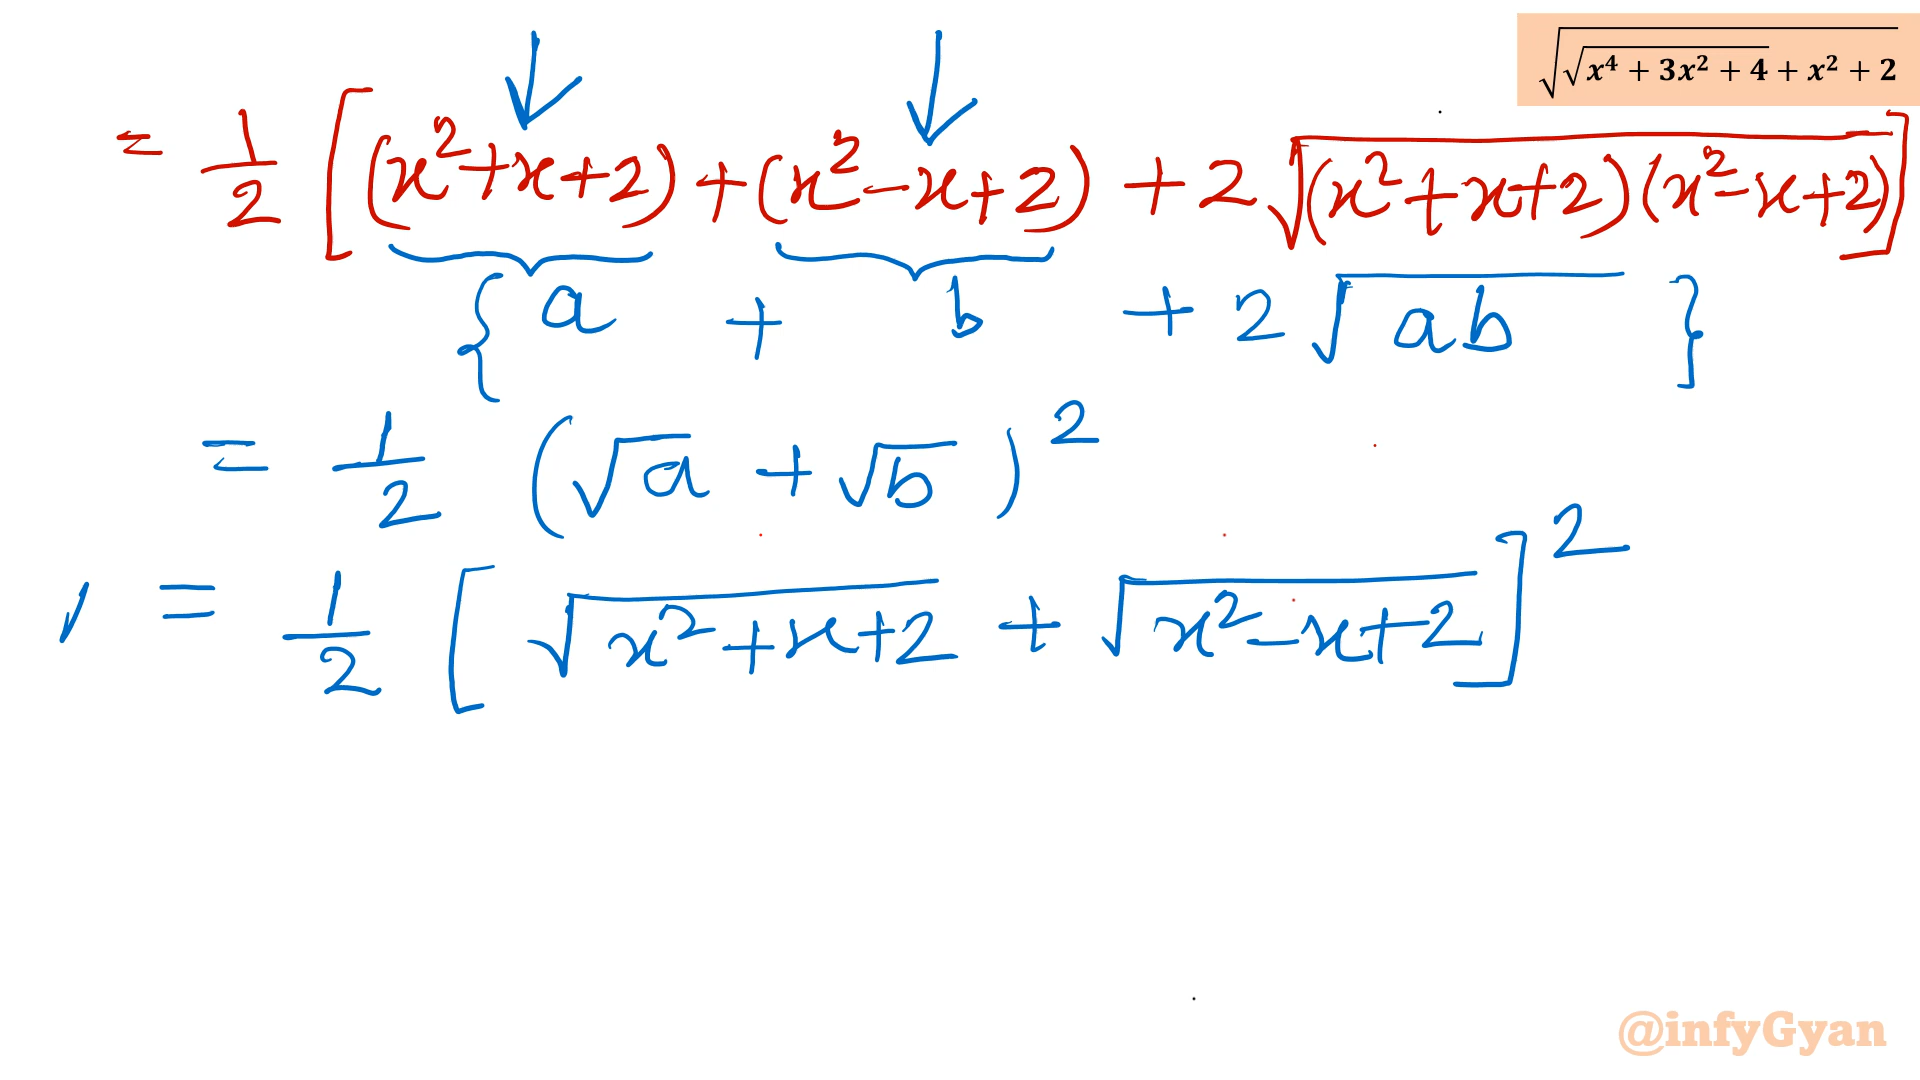 √(√(x⁴ + 3x² + 4) + x² + 2)
= 1/2 [(x²+x+2)+(x²-x+2) + 2√((x²+x+2)(x²-x+2))]
{a + b + 2√(ab)}
= 1/2 (√a + √b)²
= 1/2 [√(x²+x+2) + √(x²-x+2)]²
@infyGyan